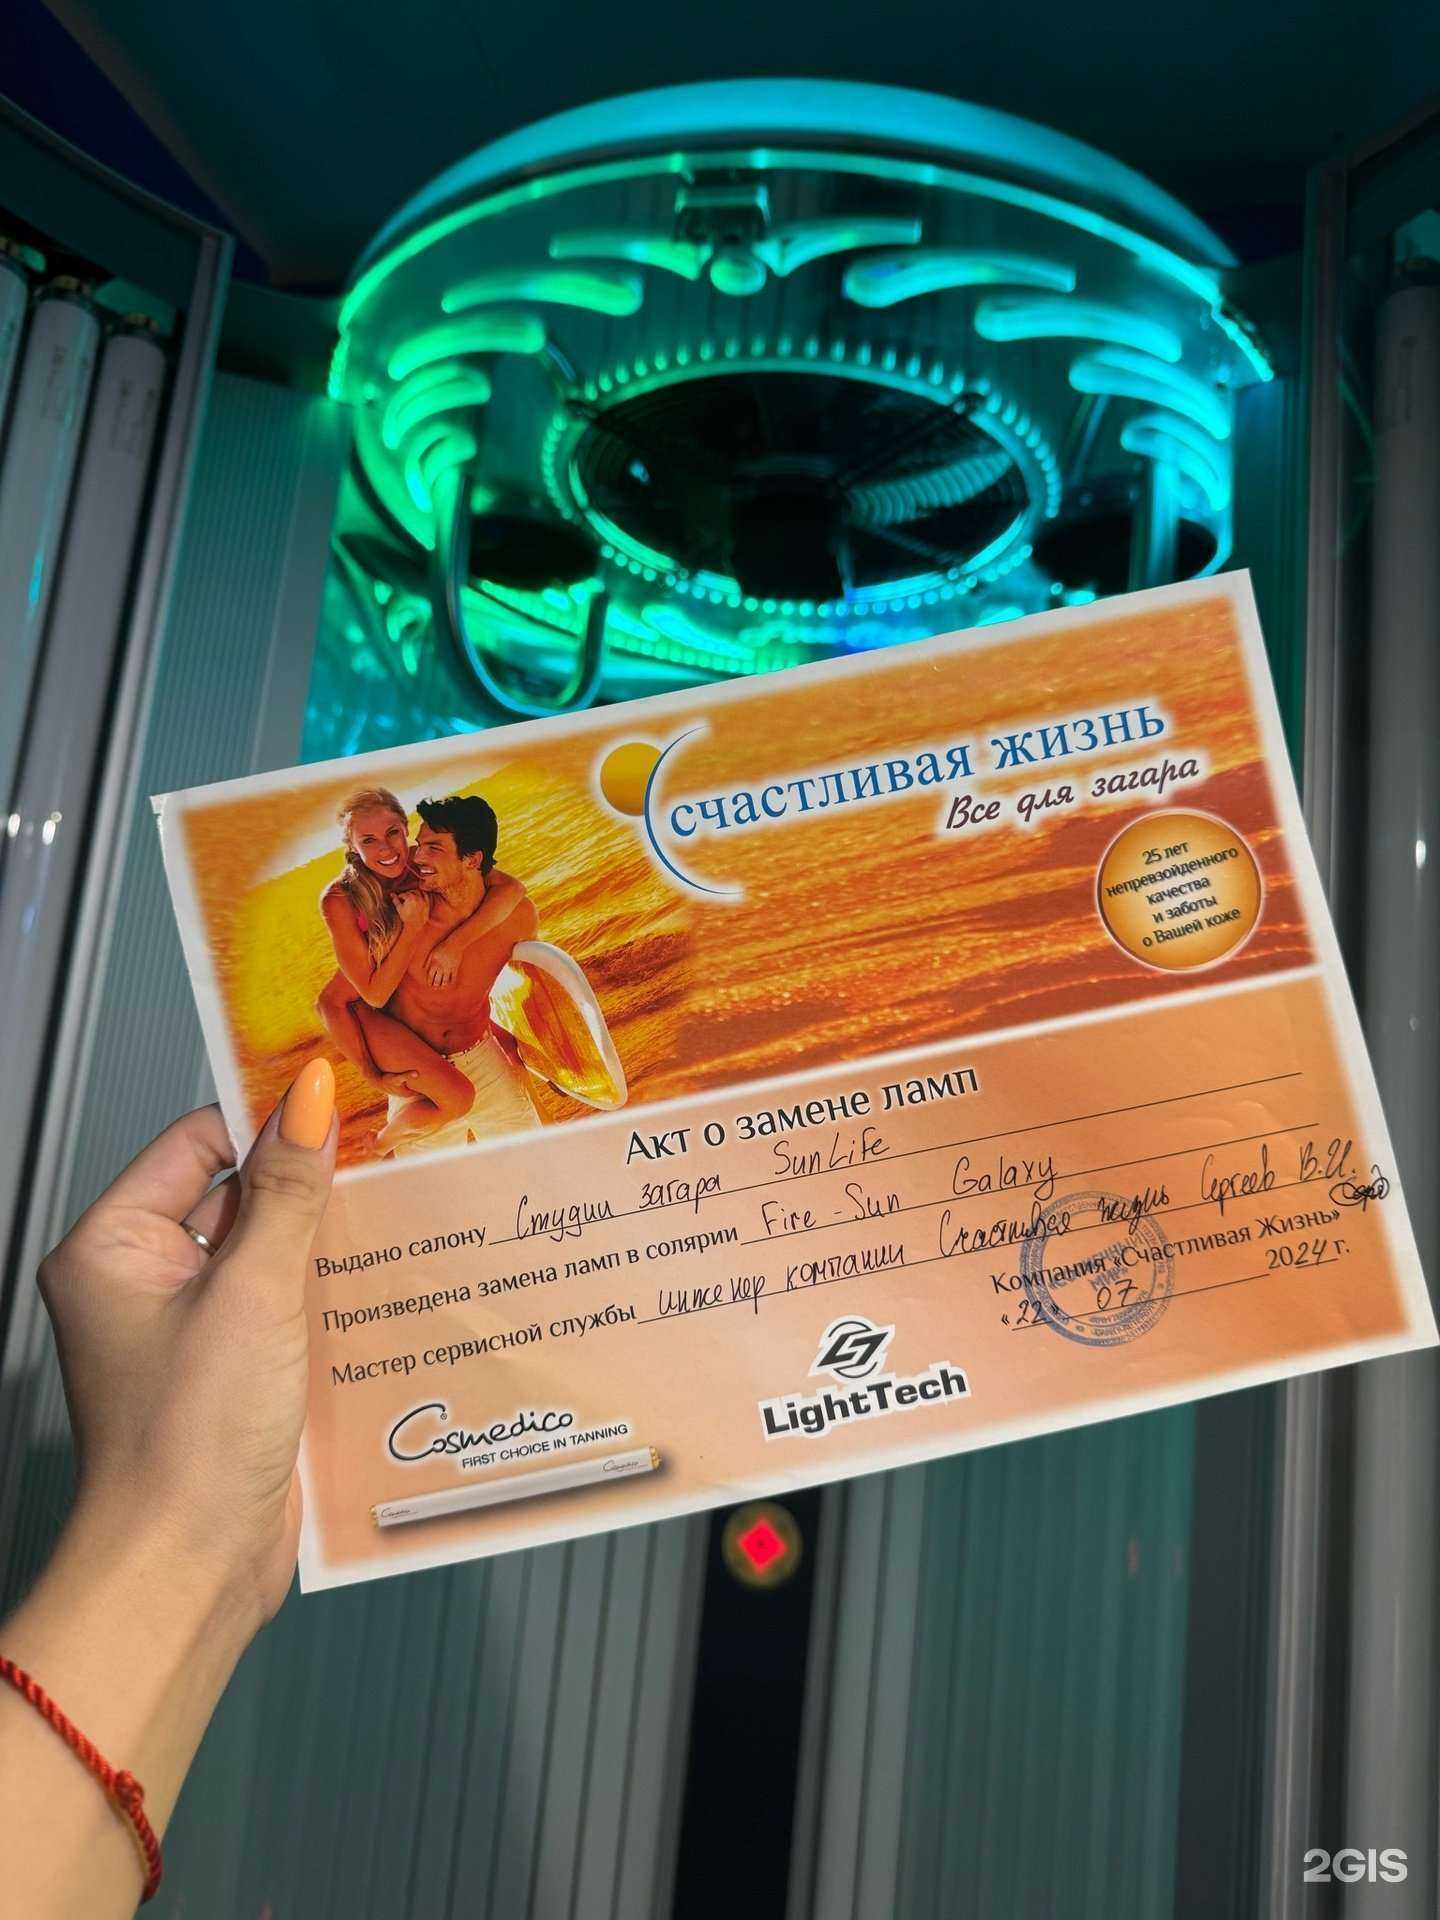 счастливая жизнь
Все для загара
25 лет
непревзойденного
качества
и заботы
о Вашей коже
Акт о замене ламп
Выдано салону Студии загара SunLife
Произведена замена ламп в солярии Fire-Sun Galaxy
Мастер сервисной службы инженер компании Счастливая жизнь Сергеев В.И.
Компания «Счастливая Жизнь»
«22» 07 2024 г.
Cosmedico
FIRST CHOICE IN TANNING
Cosmedico
LightTech
2GIS